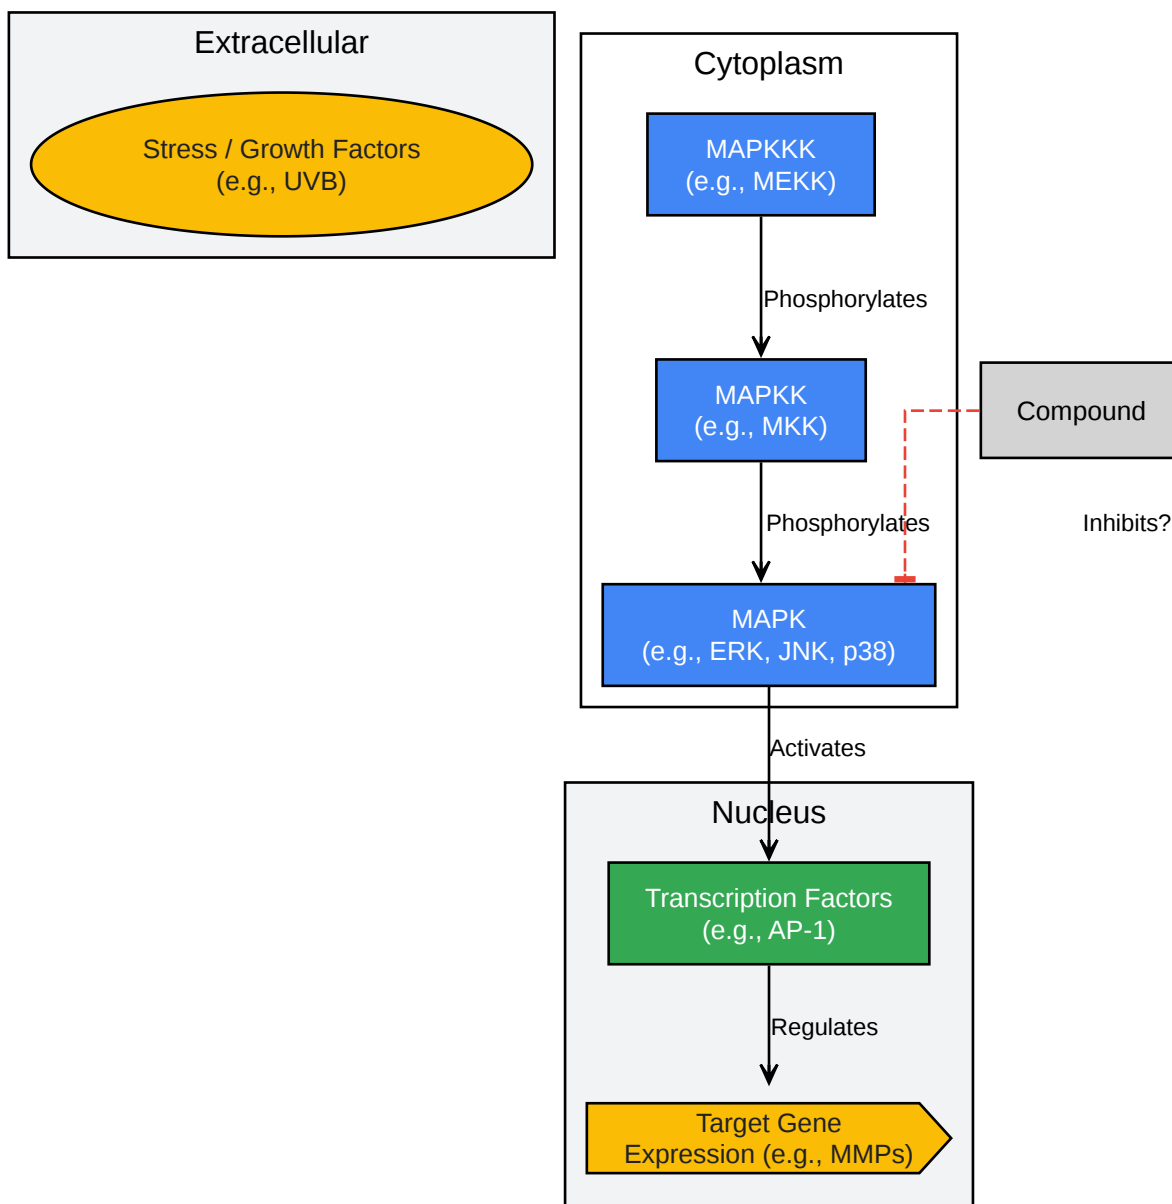 Extracellular
Stress / Growth Factors
(e.g., UVB)
Cytoplasm
MAPKKK
(e.g., MEKK)
Phosphorylates
MAPKK
(e.g., MKK)
Compound
Phosphorylates
Inhibits?
MAPK
(e.g., ERK, JNK, p38)
Activates
Nucleus
Transcription Factors
(e.g., AP-1)
Regulates
Target Gene
Expression (e.g., MMPs)